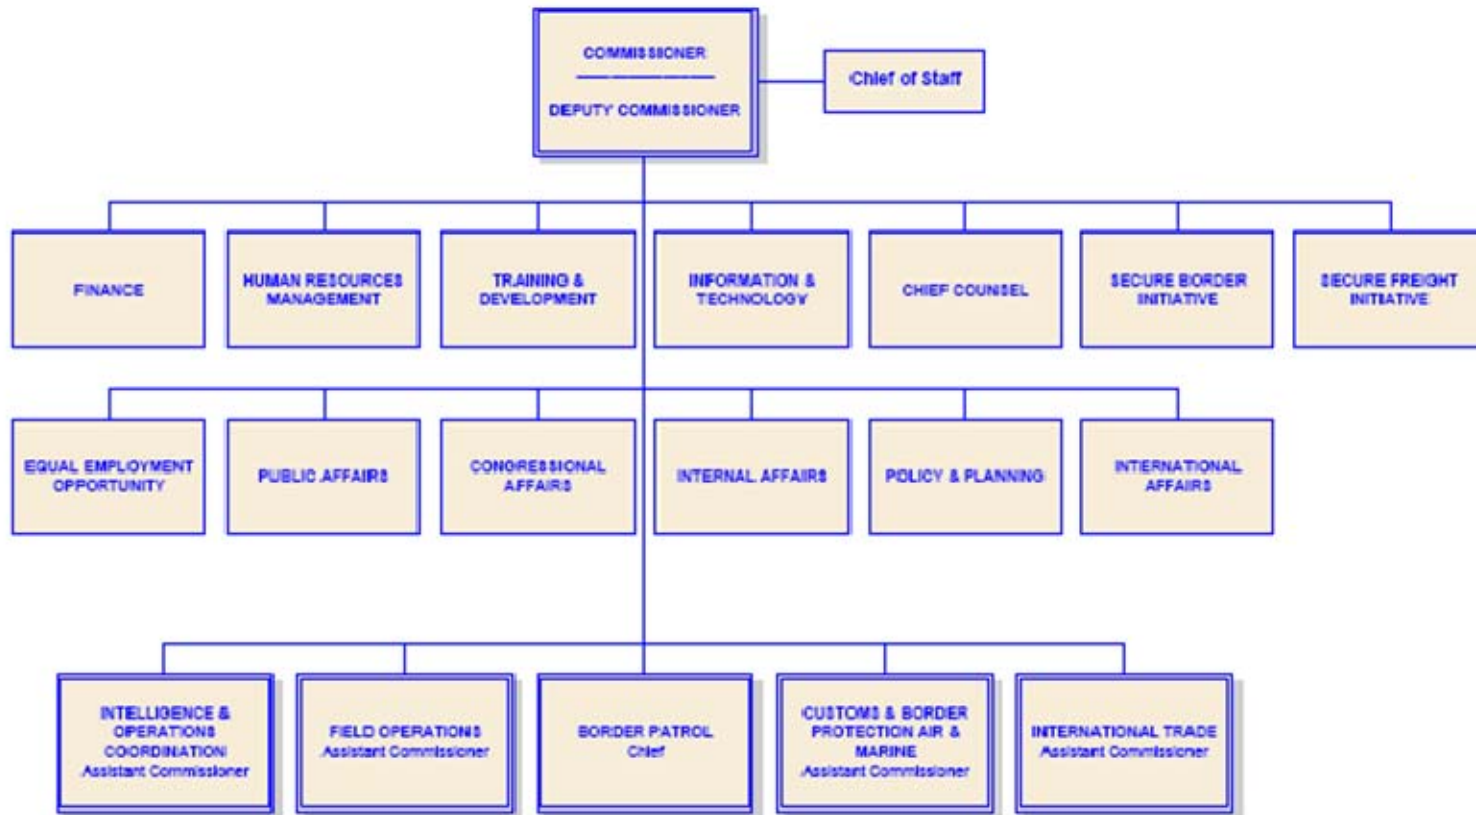 COMMISSIONER
DEPUTY COMMISSIONER
Chief of Staff
FINANCE
HUMAN RESOURCES
MANAGEMENT
TRAINING &
DEVELOPMENT
INFORMATION &
TECHNOLOGY
CHIEF COUNSEL
SECURE BORDER
INITIATIVE
SECURE FREIGHT
INITIATIVE
EQUAL EMPLOYMENT
OPPORTUNITY
PUBLIC AFFAIRS
CONGRESSIONAL
AFFAIRS
INTERNAL AFFAIRS
POLICY & PLANNING
INTERNATIONAL
AFFAIRS
INTELLIGENCE &
OPERATIONS
COORDINATION
Assistant Commissioner
FIELD OPERATIONS
Assistant Commissioner
BORDER PATROL
Chief
CUSTOMS & BORDER
PROTECTION AIR &
MARINE
Assistant Commissioner
INTERNATIONAL TRADE
Assistant Commissioner